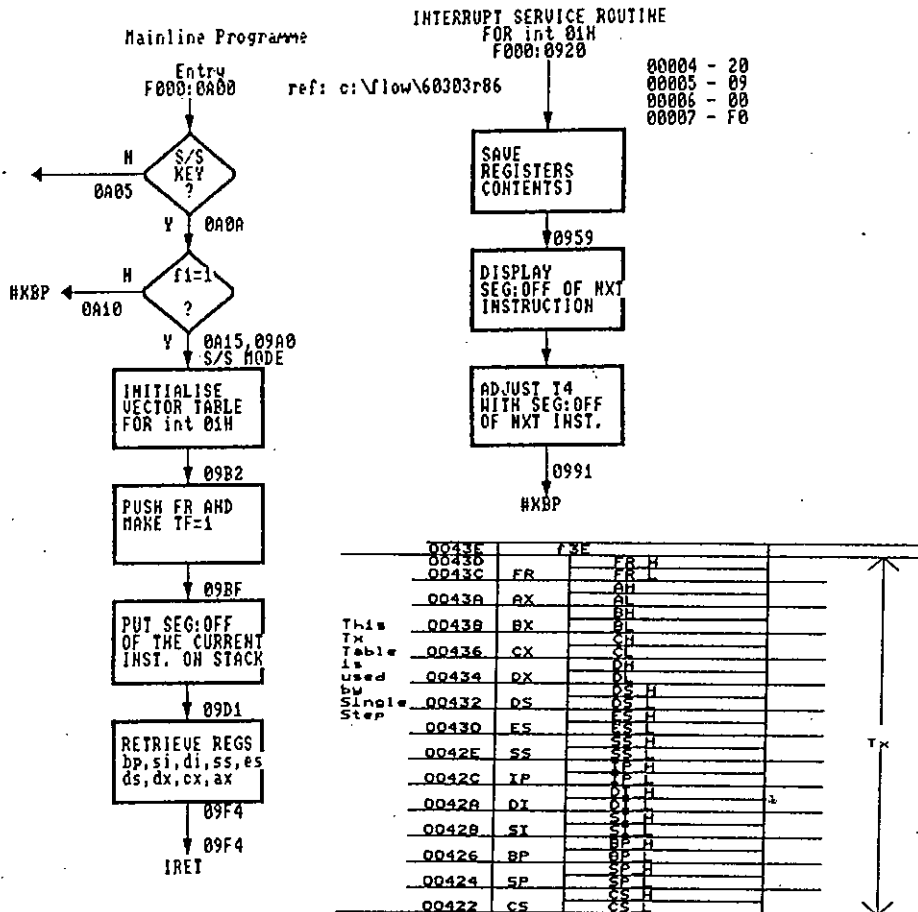 Mainline Programme
Entry
F000:0A00
ref: c:\flow\60303r86
S/S
KEY
?
N
0A05
Y
0A0A
f1=1
?
N
#XBP
0A10
Y
0A15,09A0
S/S MODE
INITIALISE
VECTOR TABLE
FOR int 01H
09B2
PUSH FR AND
MAKE TF=1
09BF
PUT SEG:OFF
OF THE CURRENT
INST. ON STACK
09D1
RETRIEVE REGS
bp,si,di,ss,es
ds,dx,cx,ax
09F4
09F4
IRET
INTERRUPT SERVICE ROUTINE
FOR int 01H
F000:0920
00004 - 20
00005 - 09
00006 - 00
00007 - F0
SAVE
REGISTERS
CONTENTS]
0959
DISPLAY
SEG:OFF OF NXT
INSTRUCTION
ADJUST T4
WITH SEG:OFF
OF NXT INST.
0991
#XBP
This
Tx
Table
is
used
by
Single
Step
0043E f3E
0043D FR H
0043C FR FR L
AH
0043A AX AL
BH
00438 BX BL
CH
00436 CX CL
DH
00434 DX DL
DS H
00432 DS DS L
ES H
00430 ES ES L
SS H
0042E SS SS L
IP H
0042C IP IP L
DI H
0042A DI DI L
SI H
00428 SI SI L
BP H
00426 BP BP L
SP H
00424 SP SP L
CS H
00422 CS CS L
Tx